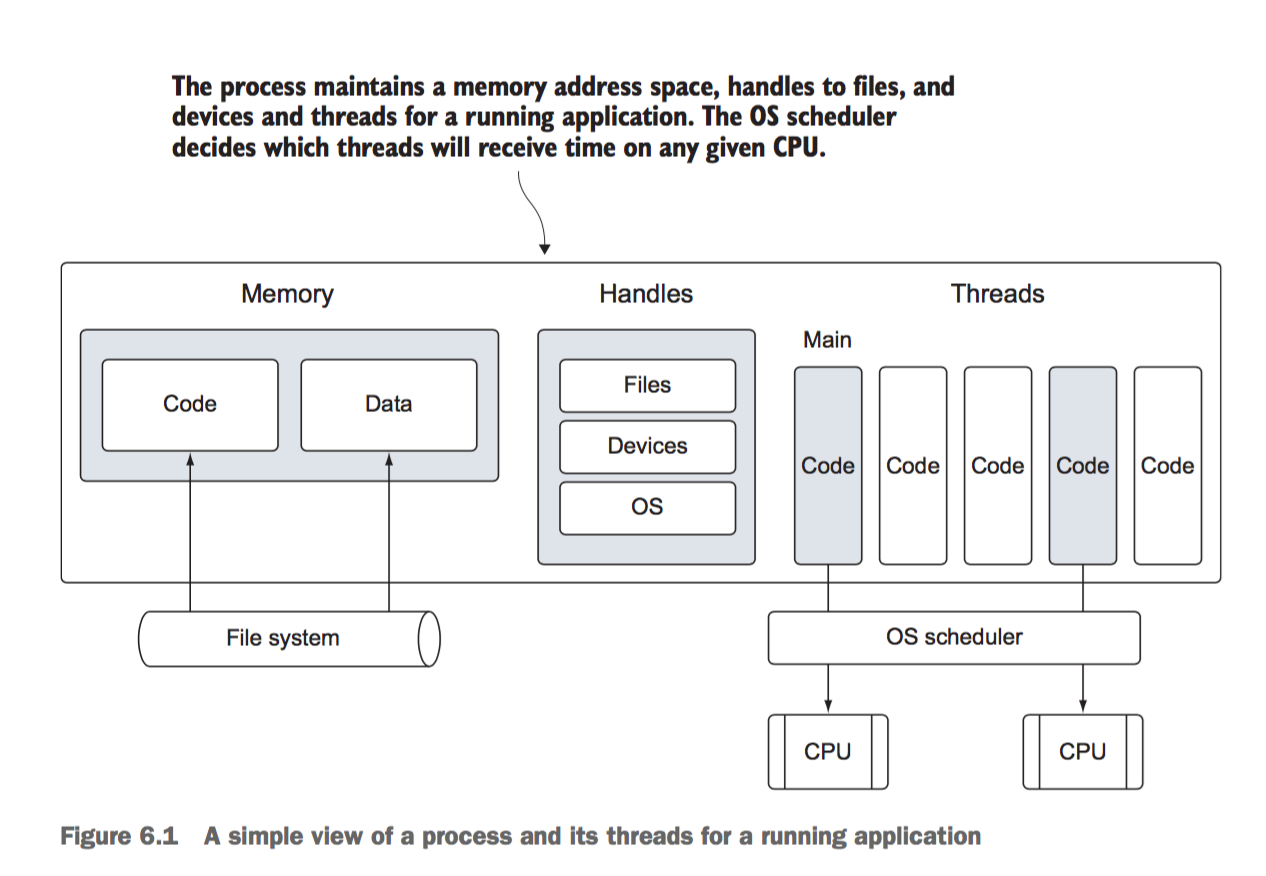 The process maintains a memory address space, handles to files, and
devices and threads for a running application. The OS scheduler
decides which threads will receive time on any given CPU.
Memory
Handles
Threads
Main
Code
Data
Files
Devices
OS
Code
Code
Code
Code
Code
File system
OS scheduler
CPU
CPU
Figure 6.1 A simple view of a process and its threads for a running application